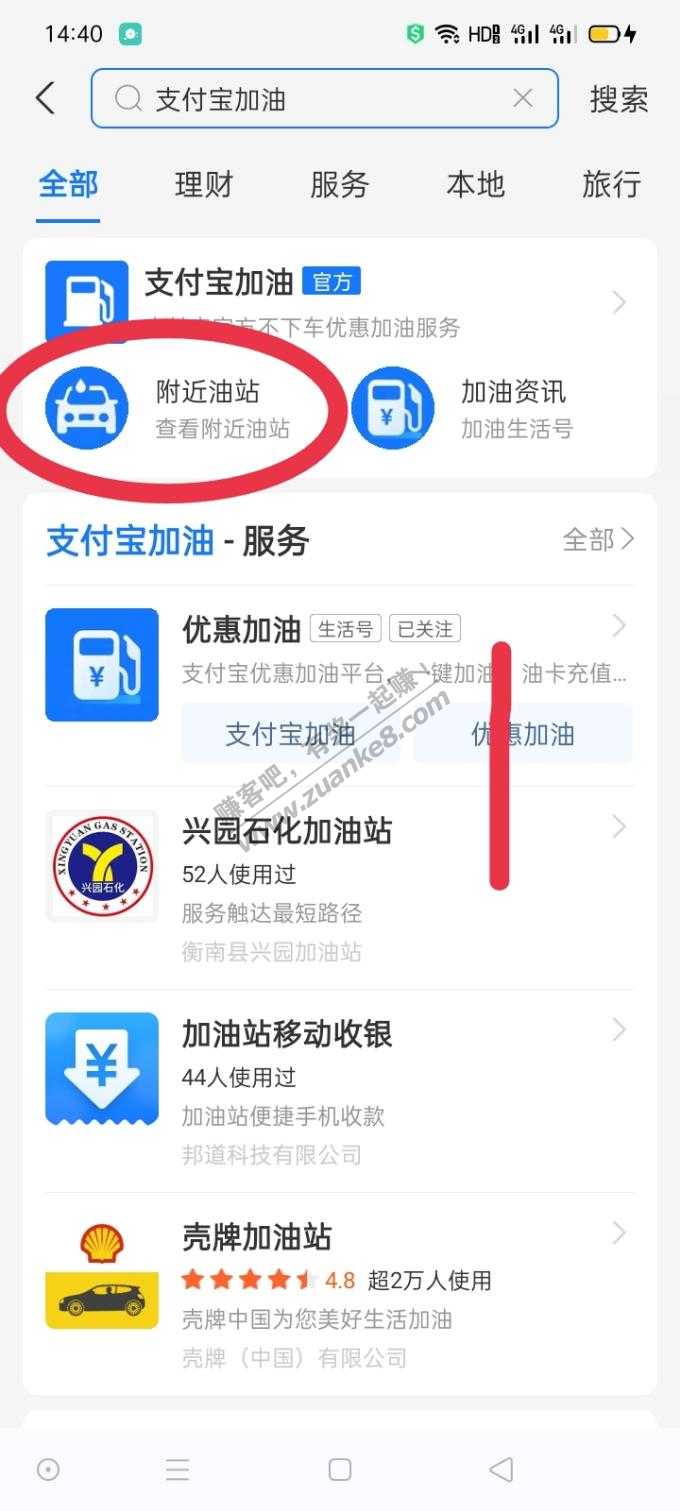 14:40
HD 4G 4G
支付宝加油
搜索
全部 理财 服务 本地 旅行
支付宝加油 官方
不下车优惠加油服务
附近油站
查看附近油站
加油资讯
加油生活号
支付宝加油 - 服务
全部
优惠加油 生活号 已关注
支付宝优惠加油平台,一键加油,油卡充值...
支付宝加油
优惠加油
赚客吧,有奖一起赚!
www.zuanke8.com
兴园石化加油站
XINGYUAN GAS STATION
兴园石化
52人使用过
服务触达最短路径
衡南县兴园加油站
加油站移动收银
44人使用过
加油站便捷手机收款
邦道科技有限公司
壳牌加油站
4.8 超2万人使用
壳牌中国为您美好生活加油
壳牌(中国)有限公司